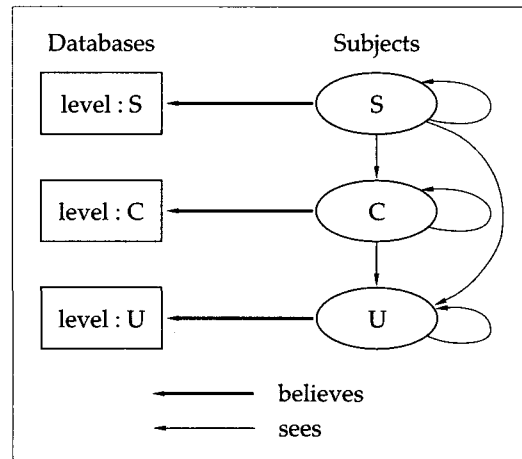 Databases Subjects
level : S S
level : C C
level : U U
believes
sees